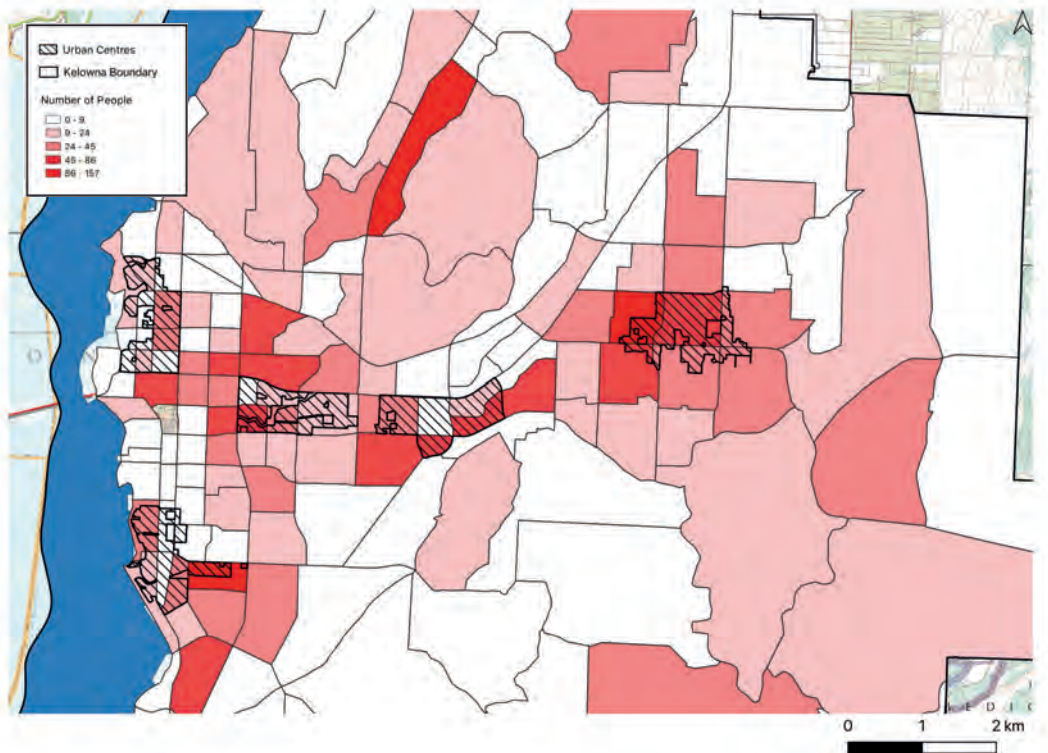 Urban Centres
Kelowna Boundary
Number of People
0 - 9
9 - 24
24 - 45
45 - 86
86 - 157
0 1 2 km